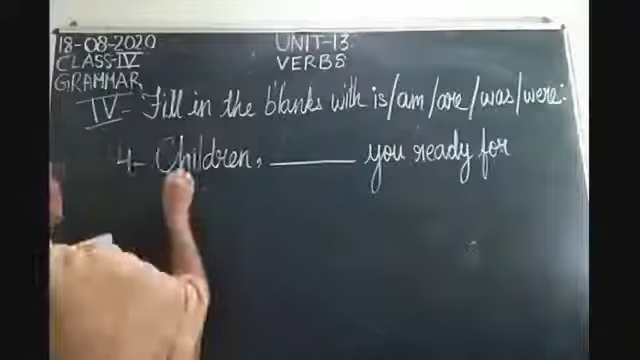 18-08-2020
CLASS-IV
GRAMMAR
UNIT-13
VERBS
IV- Fill in the blanks with is/am/are/was/were:
4- Children, ________ you ready for